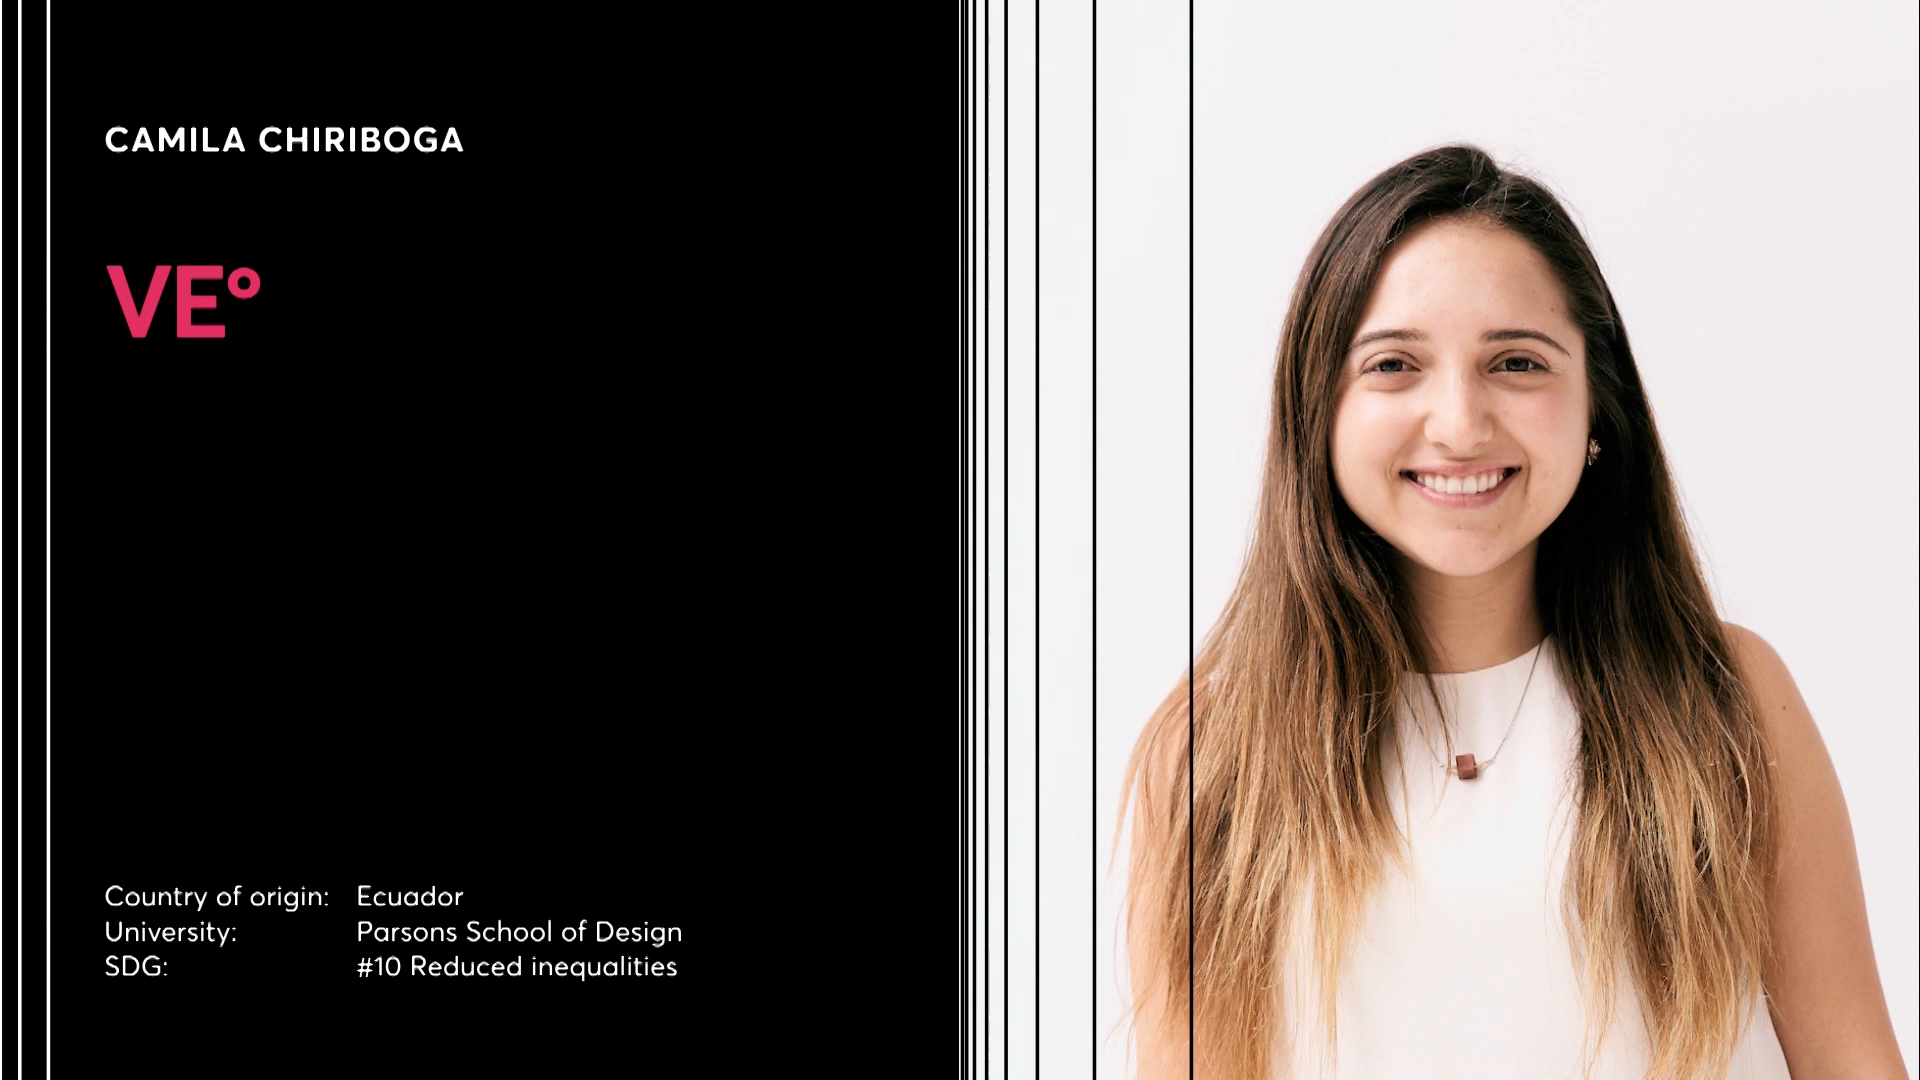 CAMILA CHIRIBOGA
VE°
Country of origin: Ecuador
University: Parsons School of Design
SDG: #10 Reduced inequalities